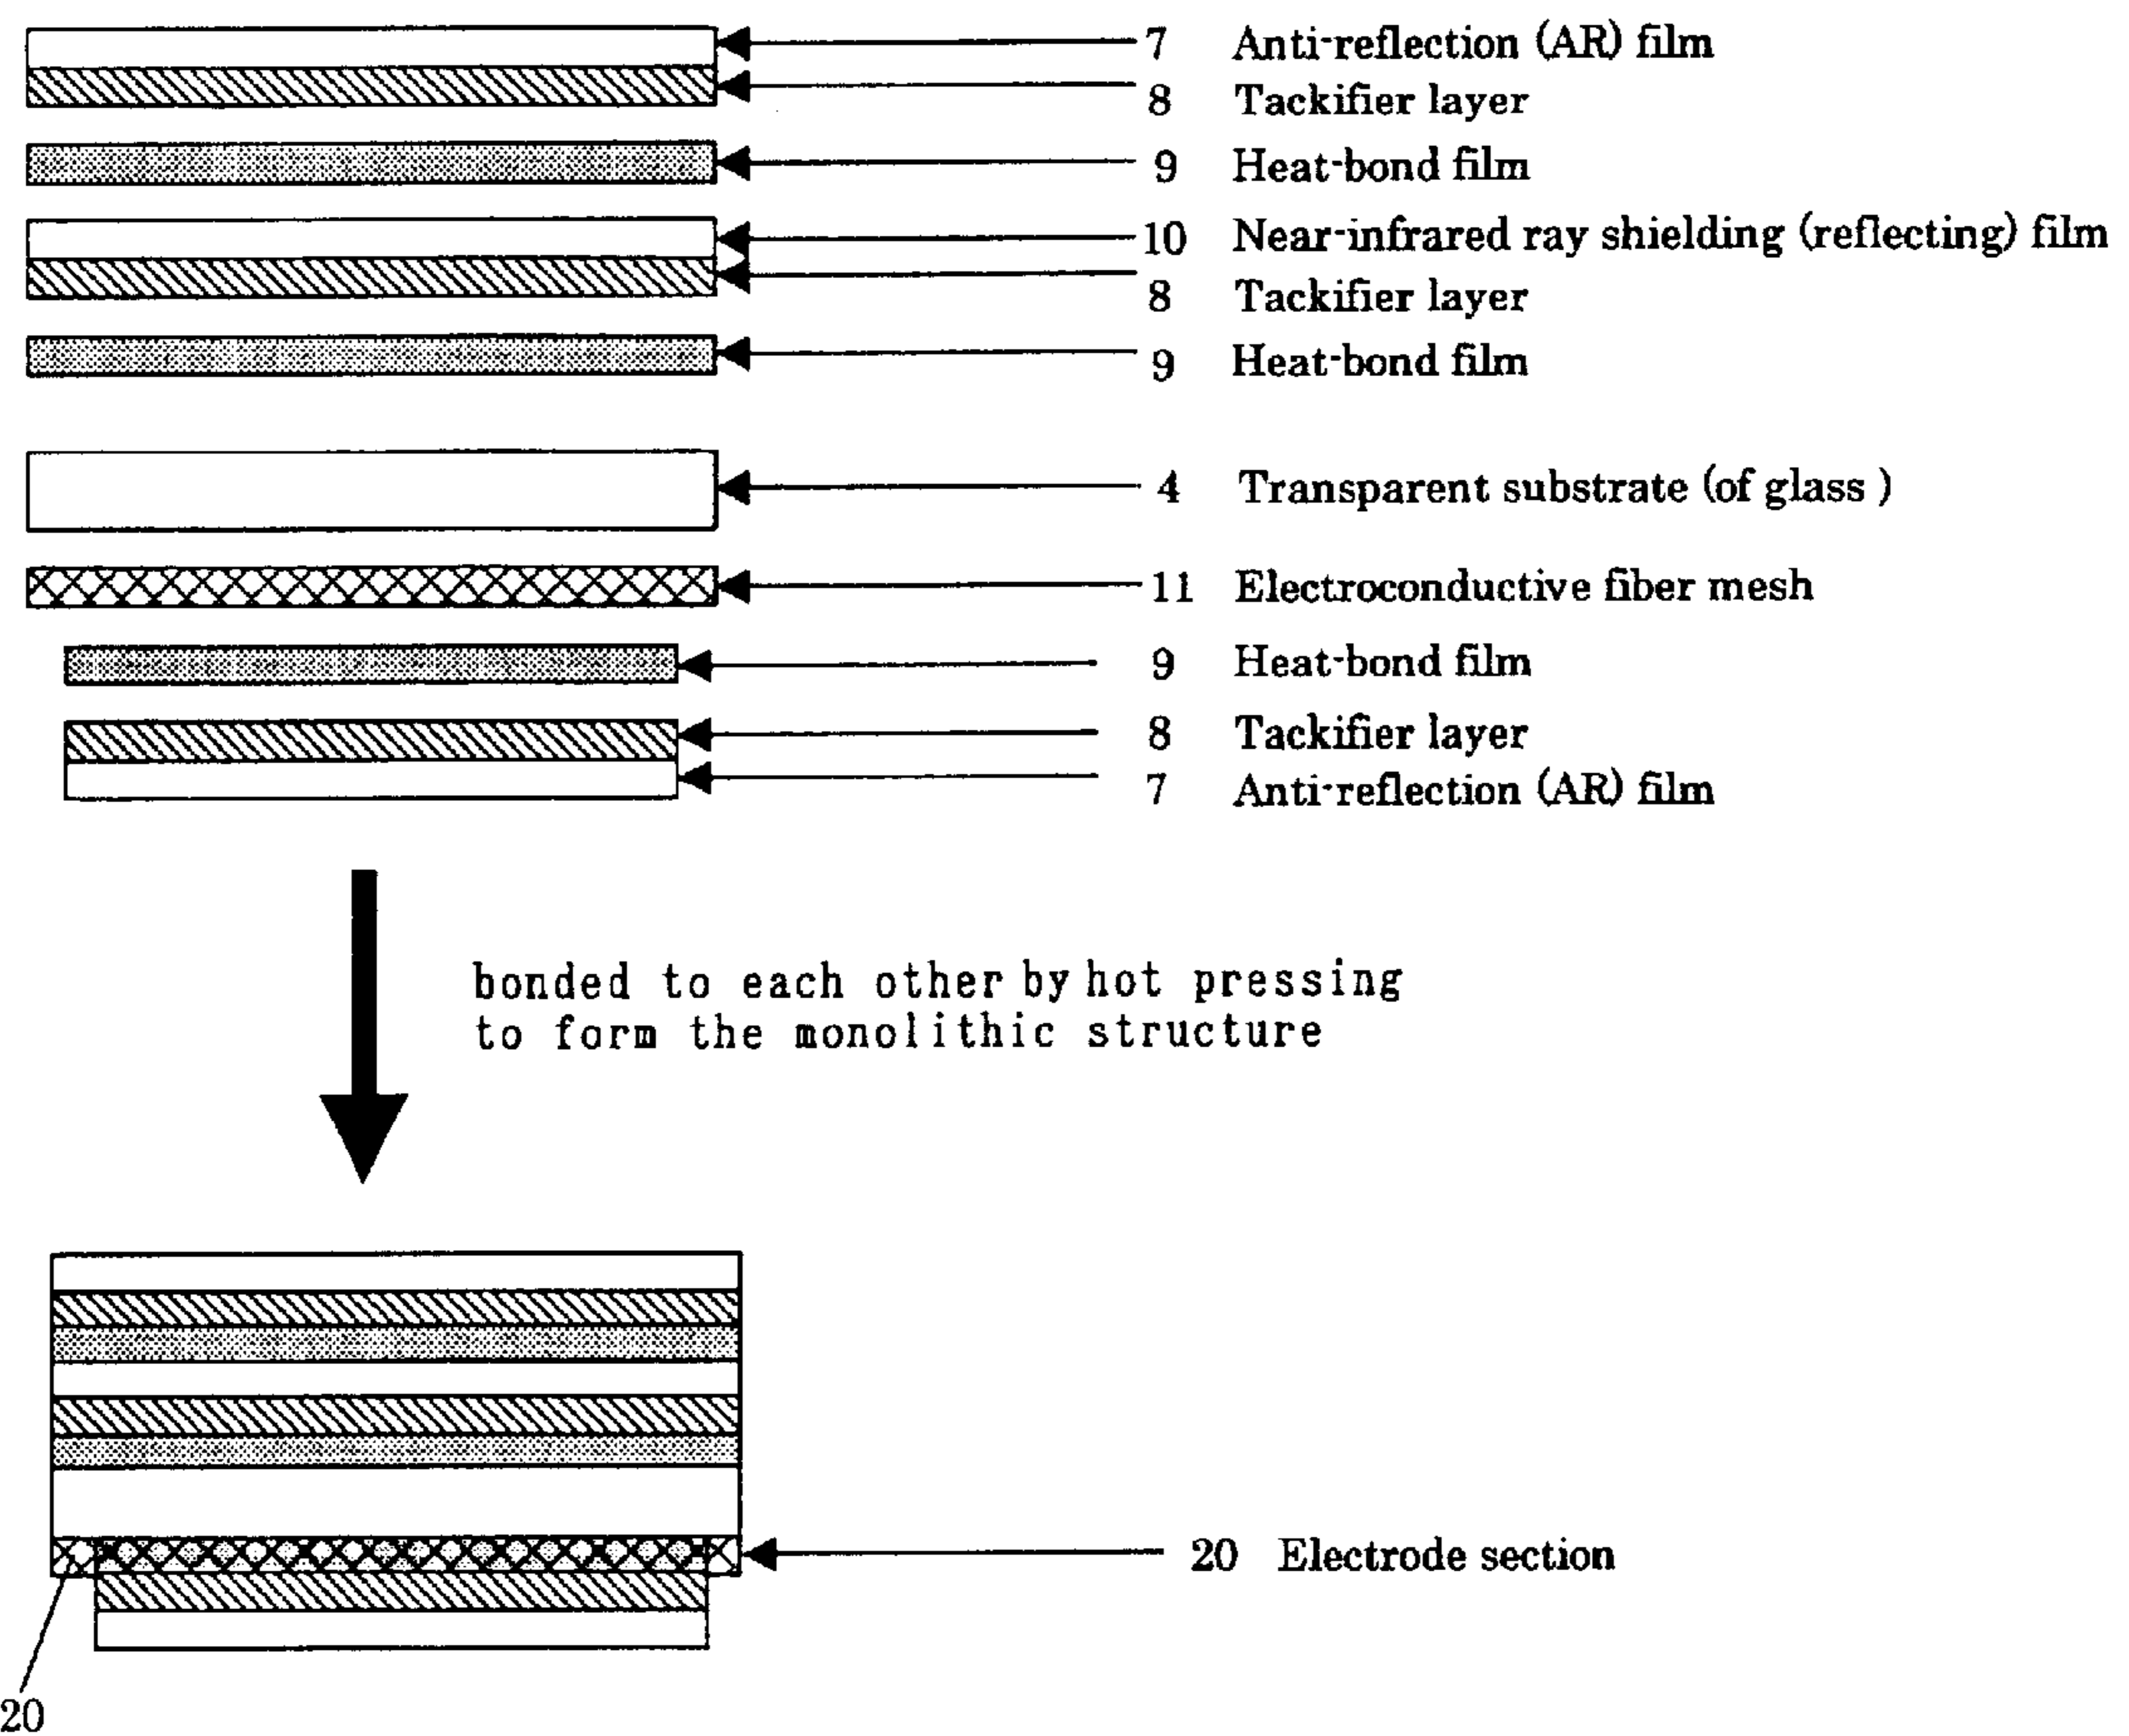 7 Anti-reflection (AR) film
8 Tackifier layer
9 Heat-bond film
10 Near-infrared ray shielding (reflecting) film
8 Tackifier layer
9 Heat-bond film
4 Transparent substrate (of glass )
11 Electroconductive fiber mesh
9 Heat-bond film
8 Tackifier layer
7 Anti-reflection (AR) film
bonded to each other by hot pressing
to form the monolithic structure
20 Electrode section
20